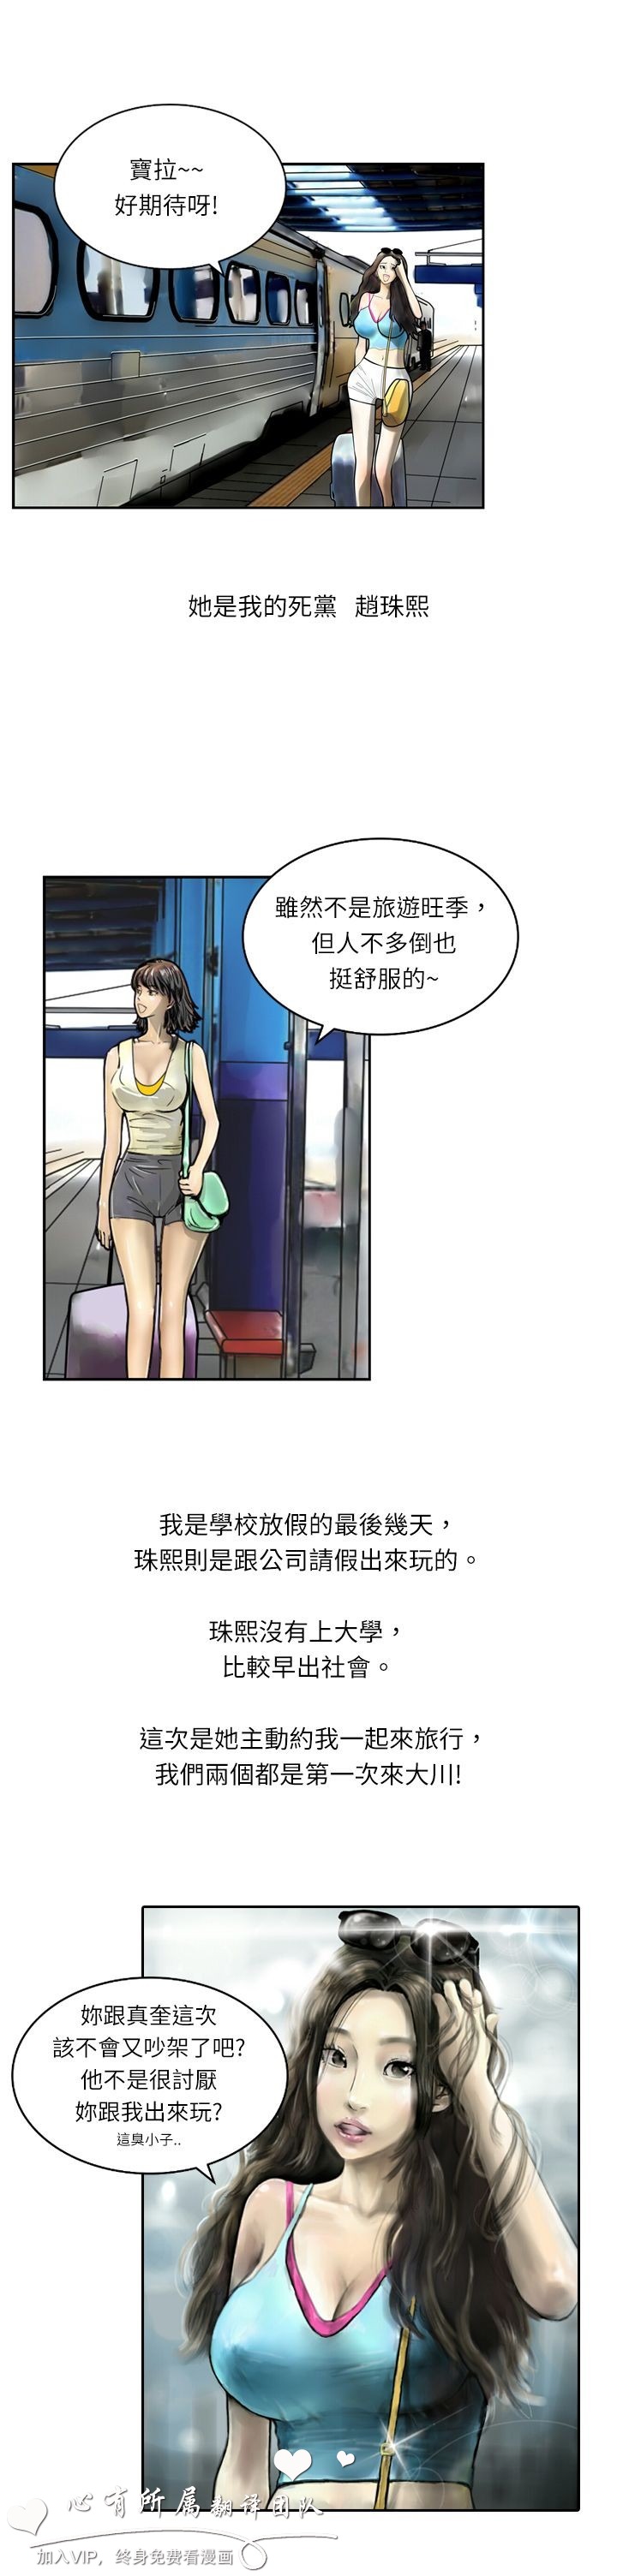 寶拉~~
好期待呀!
她是我的死黨 趙珠熙
雖然不是旅遊旺季，
但人不多倒也
挺舒服的~
我是學校放假的最後幾天，
珠熙則是跟公司請假出來玩的。
珠熙沒有上大學，
比較早出社會。
這次是她主動約我一起來旅行，
我們兩個都是第一次來大川!
妳跟真奎這次
該不會又吵架了吧?
他不是很討厭
妳跟我出來玩?
這臭小子..
心有所属翻译团队
加入VIP，终身免费看漫画